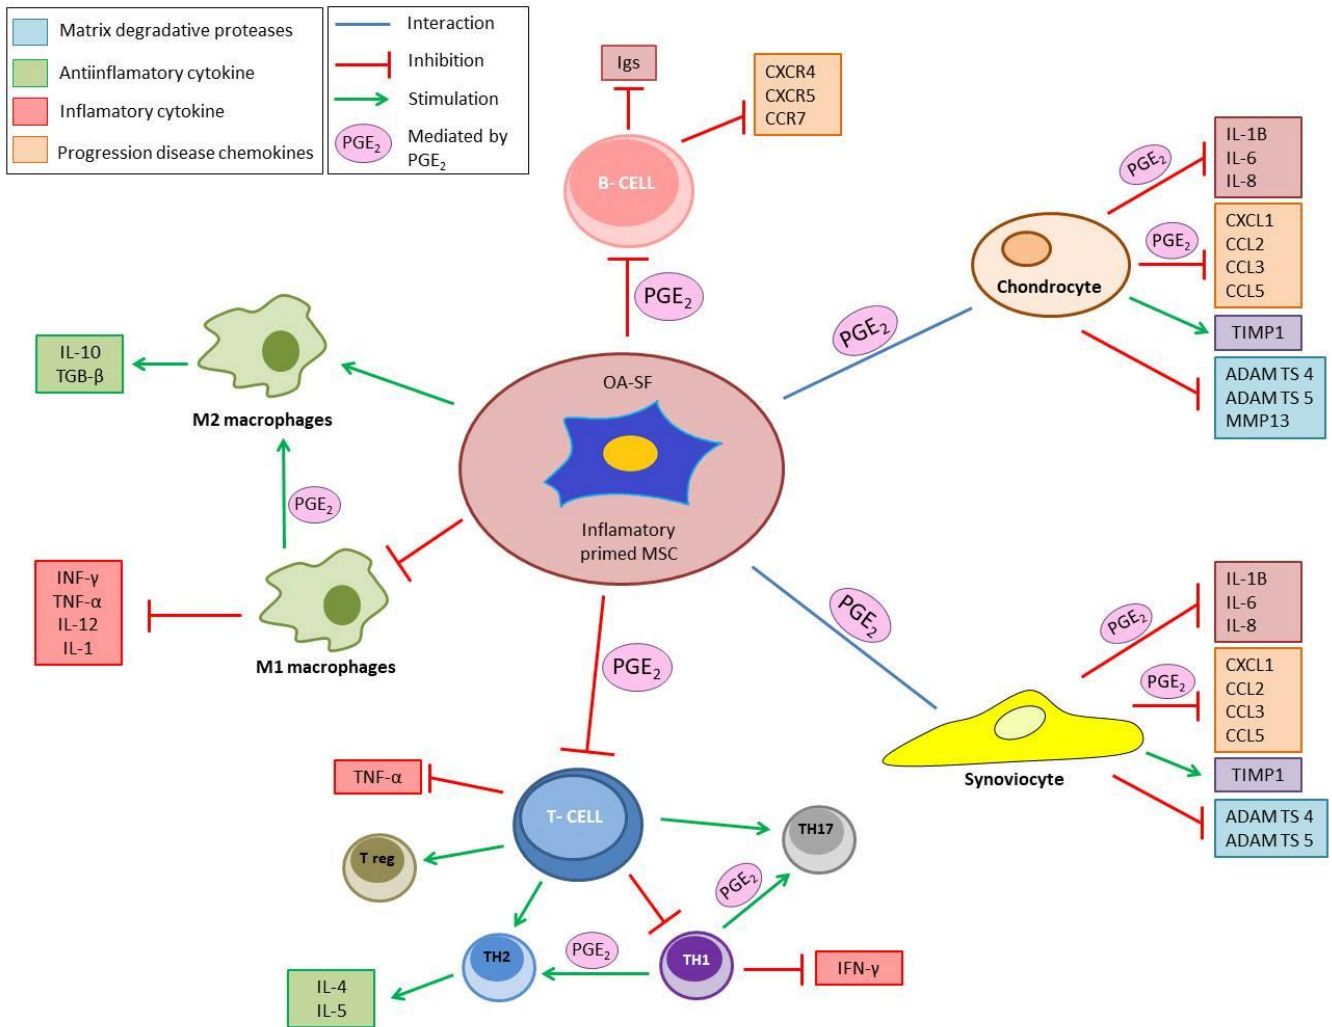 Matrix degradative proteases
Antiinflamatory cytokine
Inflamatory cytokine
Progression disease chemokines
Interaction
Inhibition
Stimulation
PGE₂
Mediated by
PGE₂
Igs
CXCR4
CXCR5
CCR7
B- CELL
PGE₂
IL-1B
IL-6
IL-8
PGE₂
CXCL1
CCL2
CCL3
CCL5
PGE₂
Chondrocyte
TIMP1
ADAM TS 4
ADAM TS 5
MMP13
PGE₂
IL-10
TGB-β
M2 macrophages
PGE₂
OA-SF
Inflamatory
primed MSC
INF-γ
TNF-α
IL-12
IL-1
M1 macrophages
PGE₂
PGE₂
IL-1B
IL-6
IL-8
PGE₂
CXCL1
CCL2
CCL3
CCL5
PGE₂
Synoviocyte
TIMP1
ADAM TS 4
ADAM TS 5
TNF-α
T- CELL
T reg
TH17
PGE₂
TH2
PGE₂
TH1
IFN-γ
IL-4
IL-5